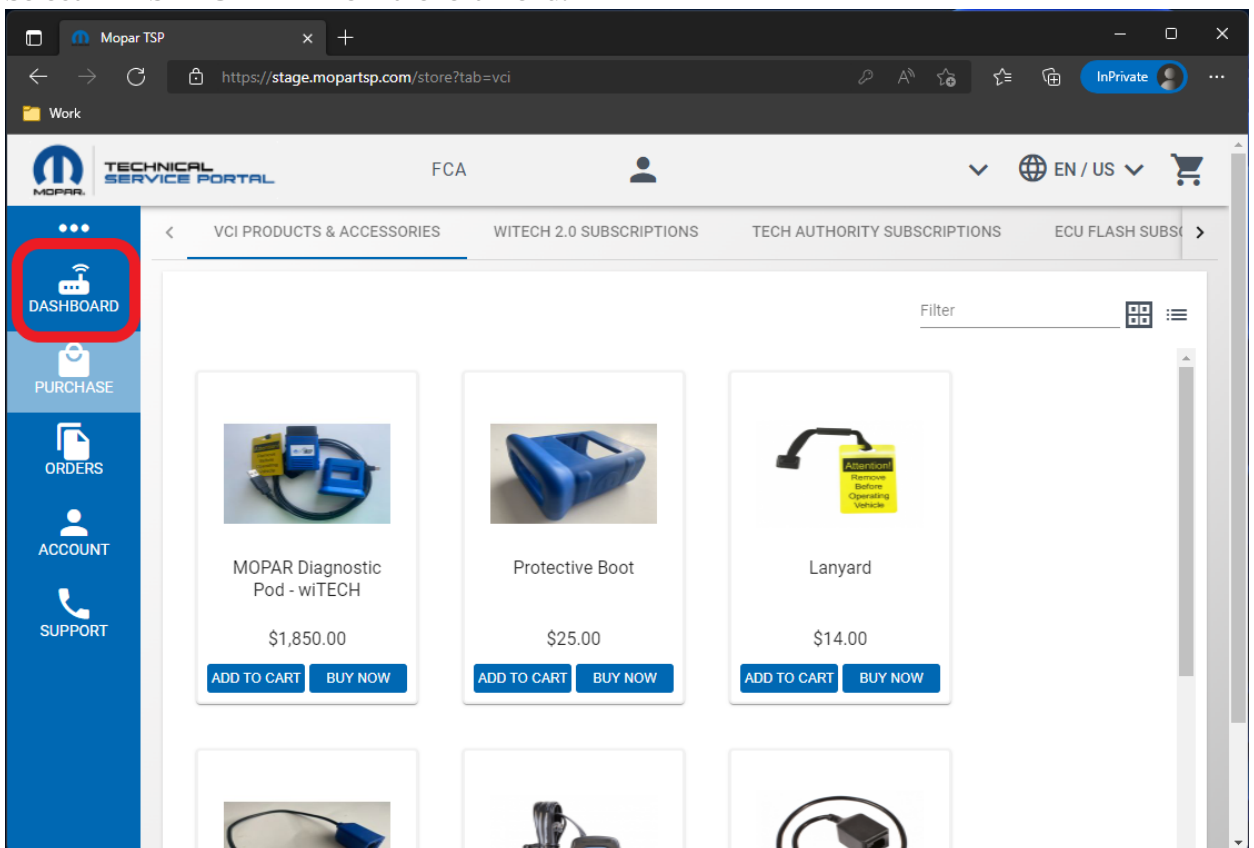 Mopar TSP
https://stage.mopartsp.com/store?tab=vci
InPrivate
Work
MOPAR.
TECHNICAL
SERVICE PORTAL
FCA
EN / US
VCI PRODUCTS & ACCESSORIES
WITECH 2.0 SUBSCRIPTIONS
TECH AUTHORITY SUBSCRIPTIONS
ECU FLASH SUBSC
DASHBOARD
PURCHASE
ORDERS
ACCOUNT
SUPPORT
Filter
Attention!
Remove
Before
Operating
Vehicle
MOPAR Diagnostic
Pod - wiTECH
$1,850.00
ADD TO CART BUY NOW
Protective Boot
$25.00
ADD TO CART BUY NOW
Lanyard
$14.00
ADD TO CART BUY NOW